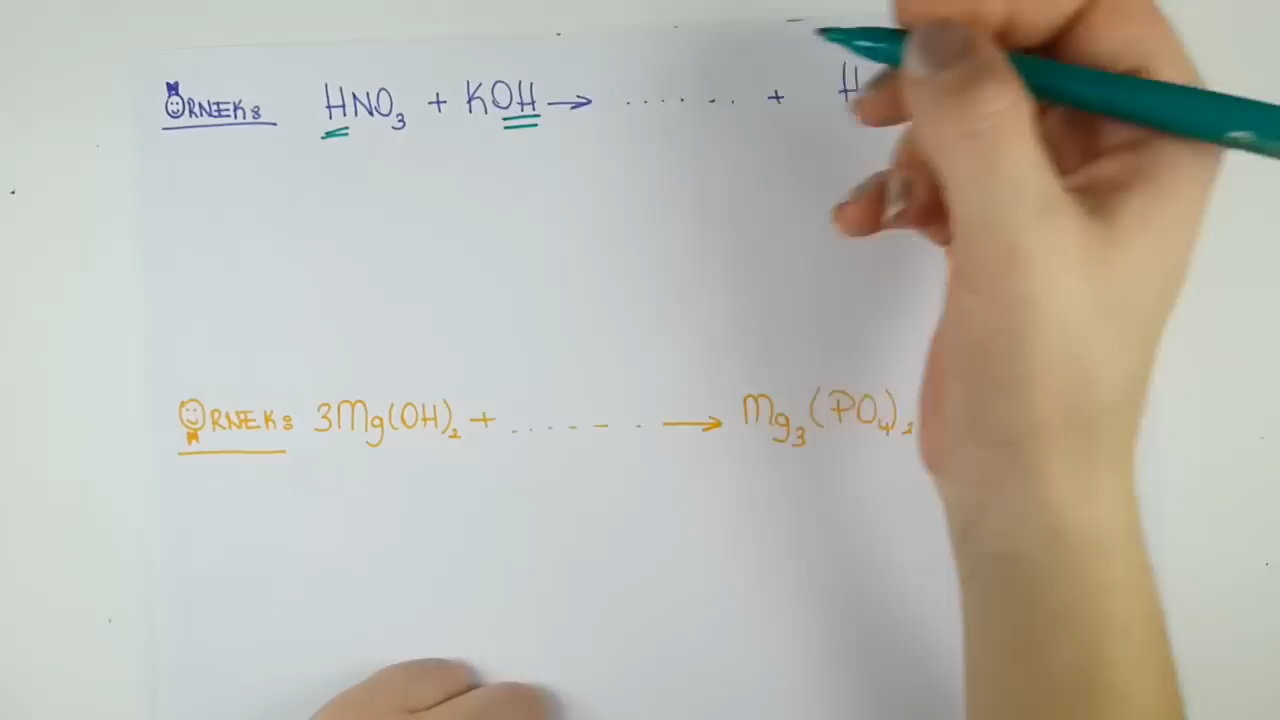 ÖRNEK: HNO₃ + KOH → ....... + H
ÖRNEK: 3Mg(OH)₂ + ....... → Mg₃(PO₄)₂